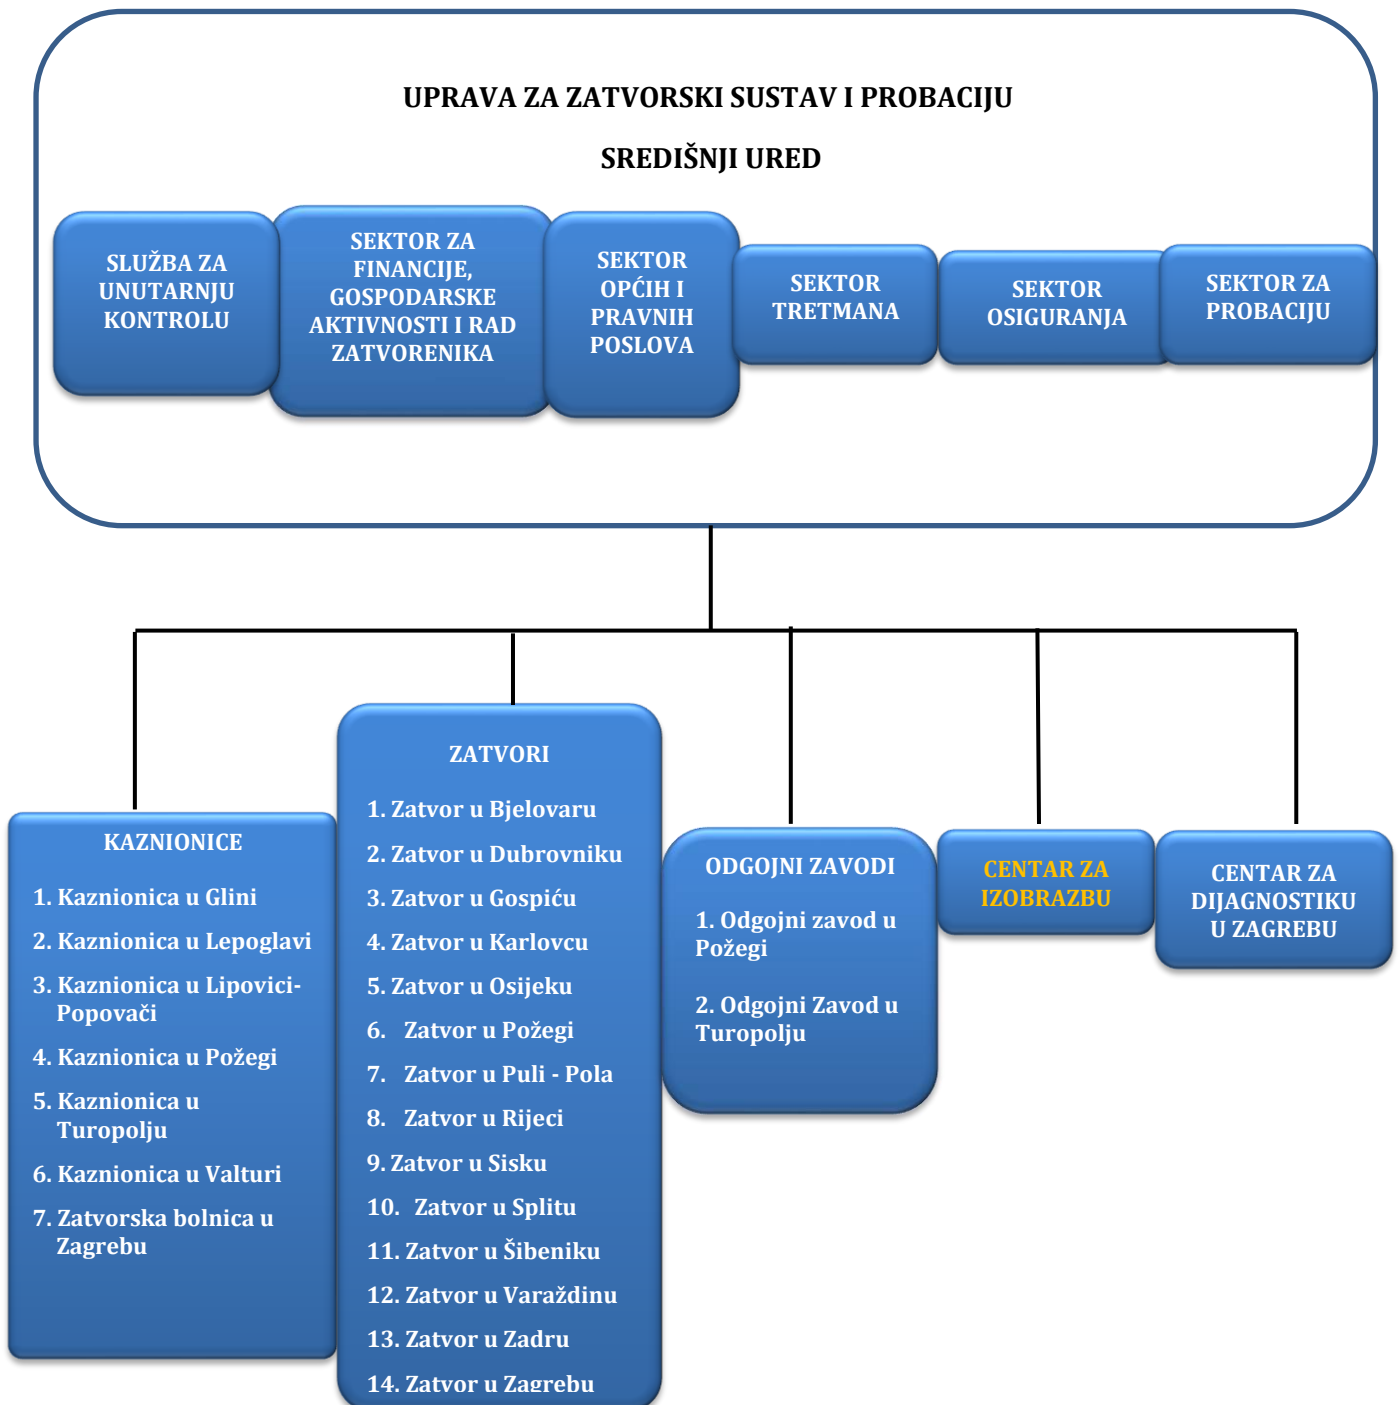 UPRAVA ZA ZATVORSKI SUSTAV I PROBACIJU
SREDIŠNJI URED
SLUŽBA ZA
UNUTARNJU
KONTROLU
SEKTOR ZA
FINANCIJE,
GOSPODARSKE
AKTIVNOSTI I RAD
ZATVORENIKA
SEKTOR
OPĆIH I
PRAVNIH
POSLOVA
SEKTOR
TRETMANA
SEKTOR
OSIGURANJA
SEKTOR ZA
PROBACIJU
KAZNIONICE
1. Kaznionica u Glini
2. Kaznionica u Lepoglavi
3. Kaznionica u Lipovici-
Popovači
4. Kaznionica u Požegi
5. Kaznionica u
Turopolju
6. Kaznionica u Valturi
7. Zatvorska bolnica u
Zagrebu
ZATVORI
1. Zatvor u Bjelovaru
2. Zatvor u Dubrovniku
3. Zatvor u Gospiću
4. Zatvor u Karlovcu
5. Zatvor u Osijeku
6. Zatvor u Požegi
7. Zatvor u Puli - Pola
8. Zatvor u Rijeci
9. Zatvor u Sisku
10. Zatvor u Splitu
11. Zatvor u Šibeniku
12. Zatvor u Varaždinu
13. Zatvor u Zadru
14. Zatvor u Zagrebu
ODGOJNI ZAVODI
1. Odgojni zavod u
Požegi
2. Odgojni Zavod u
Turopolju
CENTAR ZA
IZOBRAZBU
CENTAR ZA
DIJAGNOSTIKU
U ZAGREBU